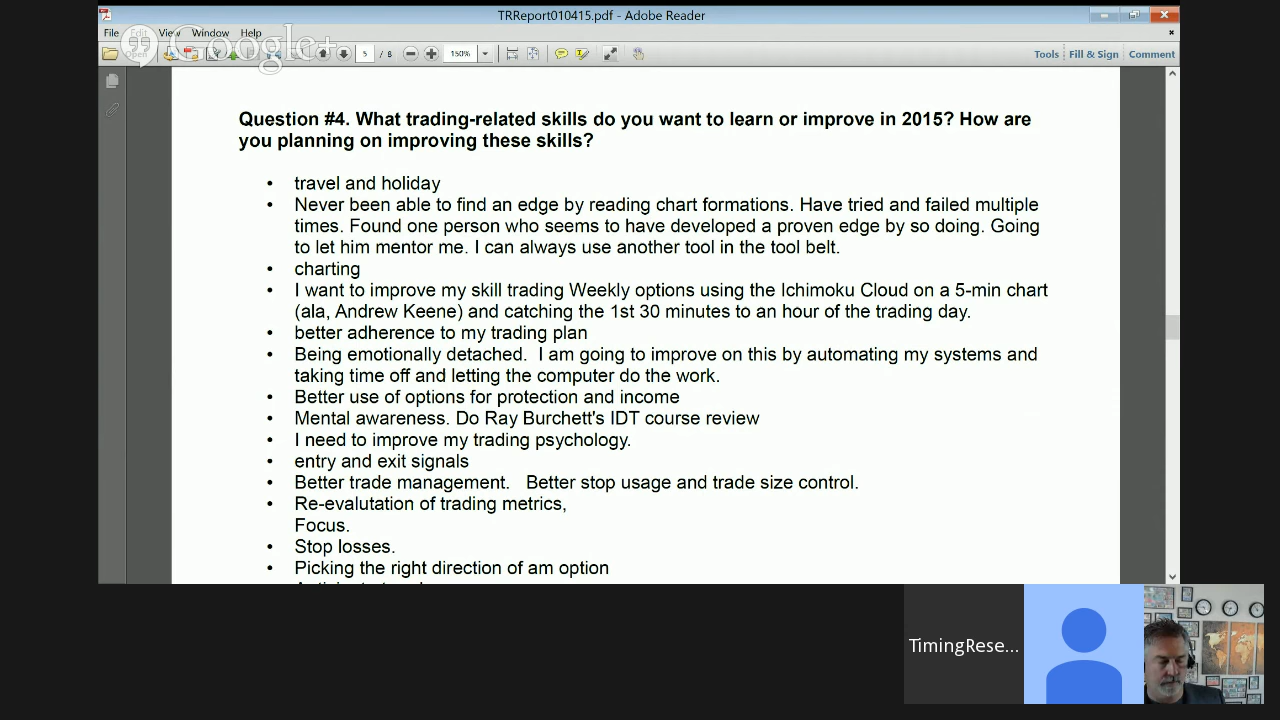 TRReport010415.pdf - Adobe Reader
File Edit View Window Help
Open
Google+
5 / 8
150%
Tools Fill & Sign Comment
Question #4. What trading-related skills do you want to learn or improve in 2015? How are
you planning on improving these skills?
• travel and holiday
• Never been able to find an edge by reading chart formations. Have tried and failed multiple
times. Found one person who seems to have developed a proven edge by so doing. Going
to let him mentor me. I can always use another tool in the tool belt.
• charting
• I want to improve my skill trading Weekly options using the Ichimoku Cloud on a 5-min chart
(ala, Andrew Keene) and catching the 1st 30 minutes to an hour of the trading day.
• better adherence to my trading plan
• Being emotionally detached.  I am going to improve on this by automating my systems and
taking time off and letting the computer do the work.
• Better use of options for protection and income
• Mental awareness. Do Ray Burchett's IDT course review
• I need to improve my trading psychology.
• entry and exit signals
• Better trade management.   Better stop usage and trade size control.
• Re-evalutation of trading metrics,
Focus.
• Stop losses.
• Picking the right direction of am option
TimingRese...